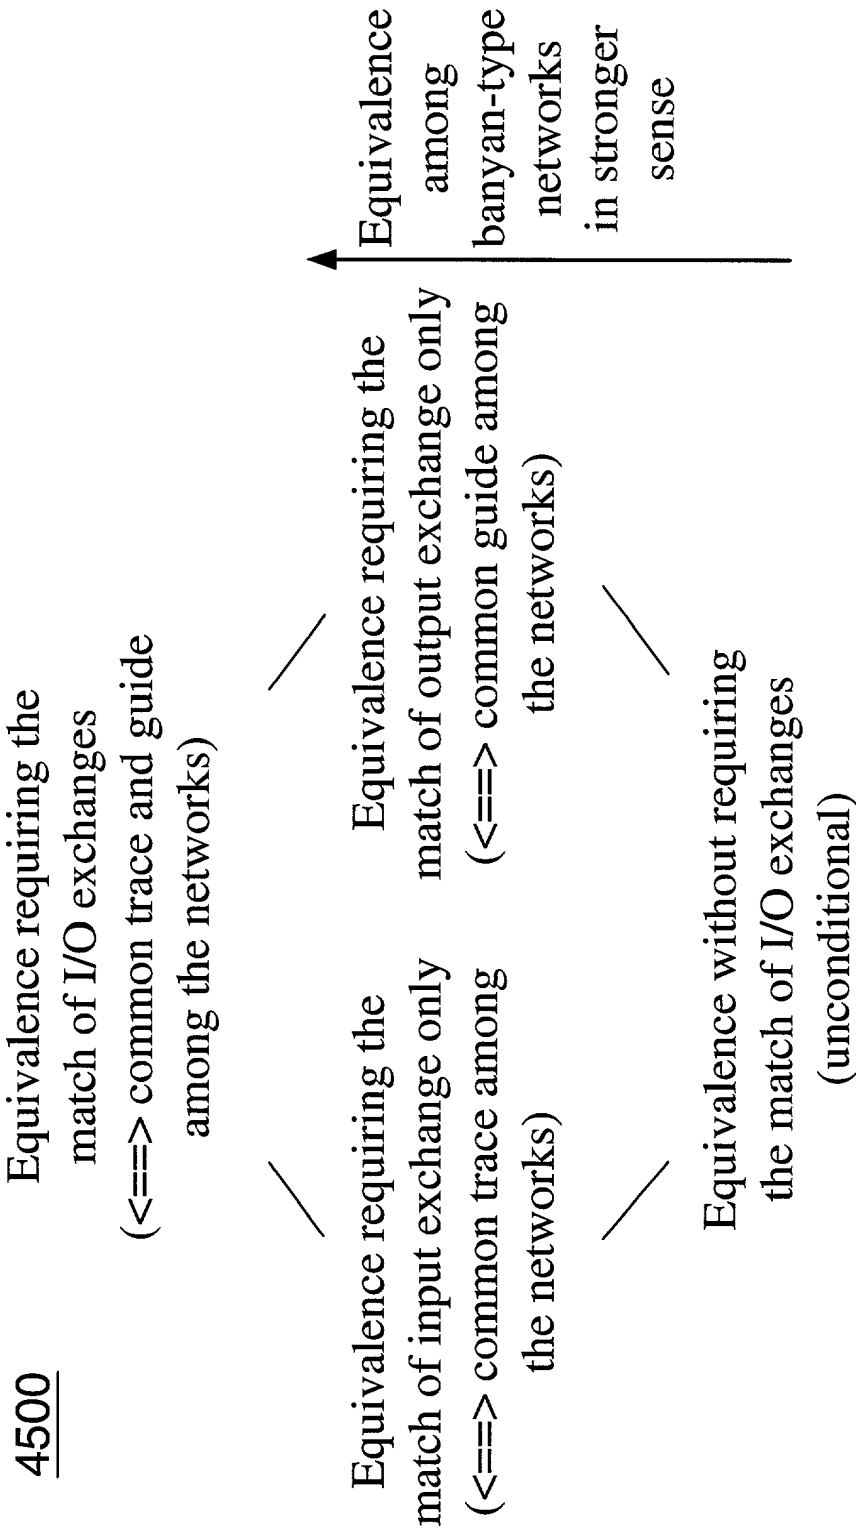 4500
Equivalence requiring the
match of I/O exchanges
(<==> common trace and guide
among the networks)
Equivalence requiring the
match of input exchange only
(<==> common trace among
the networks)
Equivalence requiring the
match of output exchange only
(<==> common guide among
the networks)
Equivalence
among
banyan-type
networks
in stronger
sense
Equivalence without requiring
the match of I/O exchanges
(unconditional)